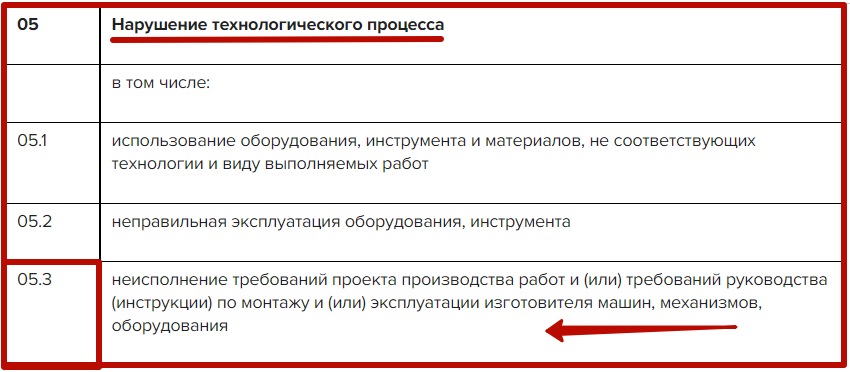 05 Нарушение технологического процесса
в том числе:
05.1 использование оборудования, инструмента и материалов, не соответствующих
технологии и виду выполняемых работ
05.2 неправильная эксплуатация оборудования, инструмента
05.3 неисполнение требований проекта производства работ и (или) требований руководства
(инструкции) по монтажу и (или) эксплуатации изготовителя машин, механизмов,
оборудования